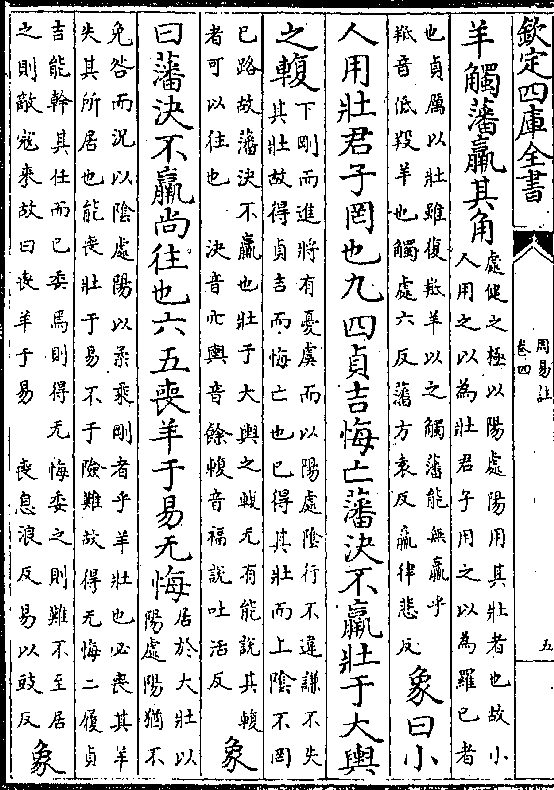 欽定四庫全書
周易註
卷四
五
羊觸藩羸其角
處健之極以陽處陽用其壯者也故小
人用之以為壯君子用之以為羅已者
也貞厲以壯雖復羝羊以之觸藩能無羸乎
羝音低羖羊也觸處六反藩方袁反羸律悲反
象曰小
人用壯君子罔也九四貞吉悔亡藩決不羸壯于大輿
之輹
下剛而進將有憂虞而以陽處陰行不違謙不失
其壯故得貞吉而悔亡也已得其壯而上陰不罔
已路故藩決不羸也壯于大輿之輹无有能說其輹
者可以往也 決音穴輿音餘輹音福說吐活反
象
曰藩決不羸尚往也六五喪羊于易无悔
居於大壯以
陽處陽猶不
免咎而況以陰處陽以柔乘剛者乎羊壯也必喪其羊
失其所居也能喪壯于易不于險難故得无悔二履貞
吉能幹其任而已委焉則得无悔委之則難不至居
之則敵寇來故曰喪羊于易 喪息浪反易以豉反
象